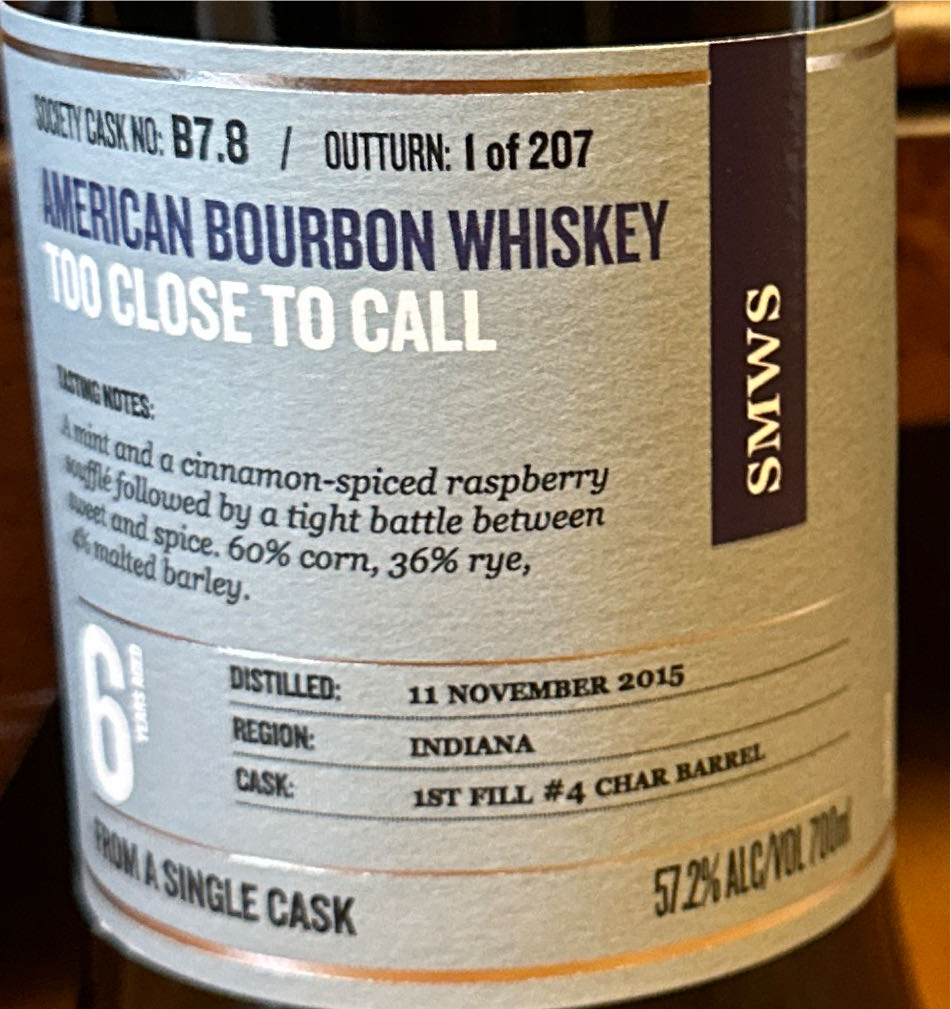 SOCIETY CASK NO: B7.8 / OUTTURN: 1 of 207
AMERICAN BOURBON WHISKEY
TOO CLOSE TO CALL
SMWS
TASTING NOTES:
A mint and a cinnamon-spiced raspberry
soufflé followed by a tight battle between
sweet and spice. 60% corn, 36% rye,
4% malted barley.
6 YEARS AGED
DISTILLED: 11 NOVEMBER 2015
REGION: INDIANA
CASK: 1ST FILL #4 CHAR BARREL
FROM A SINGLE CASK
57.2% ALC/VOL 700ml